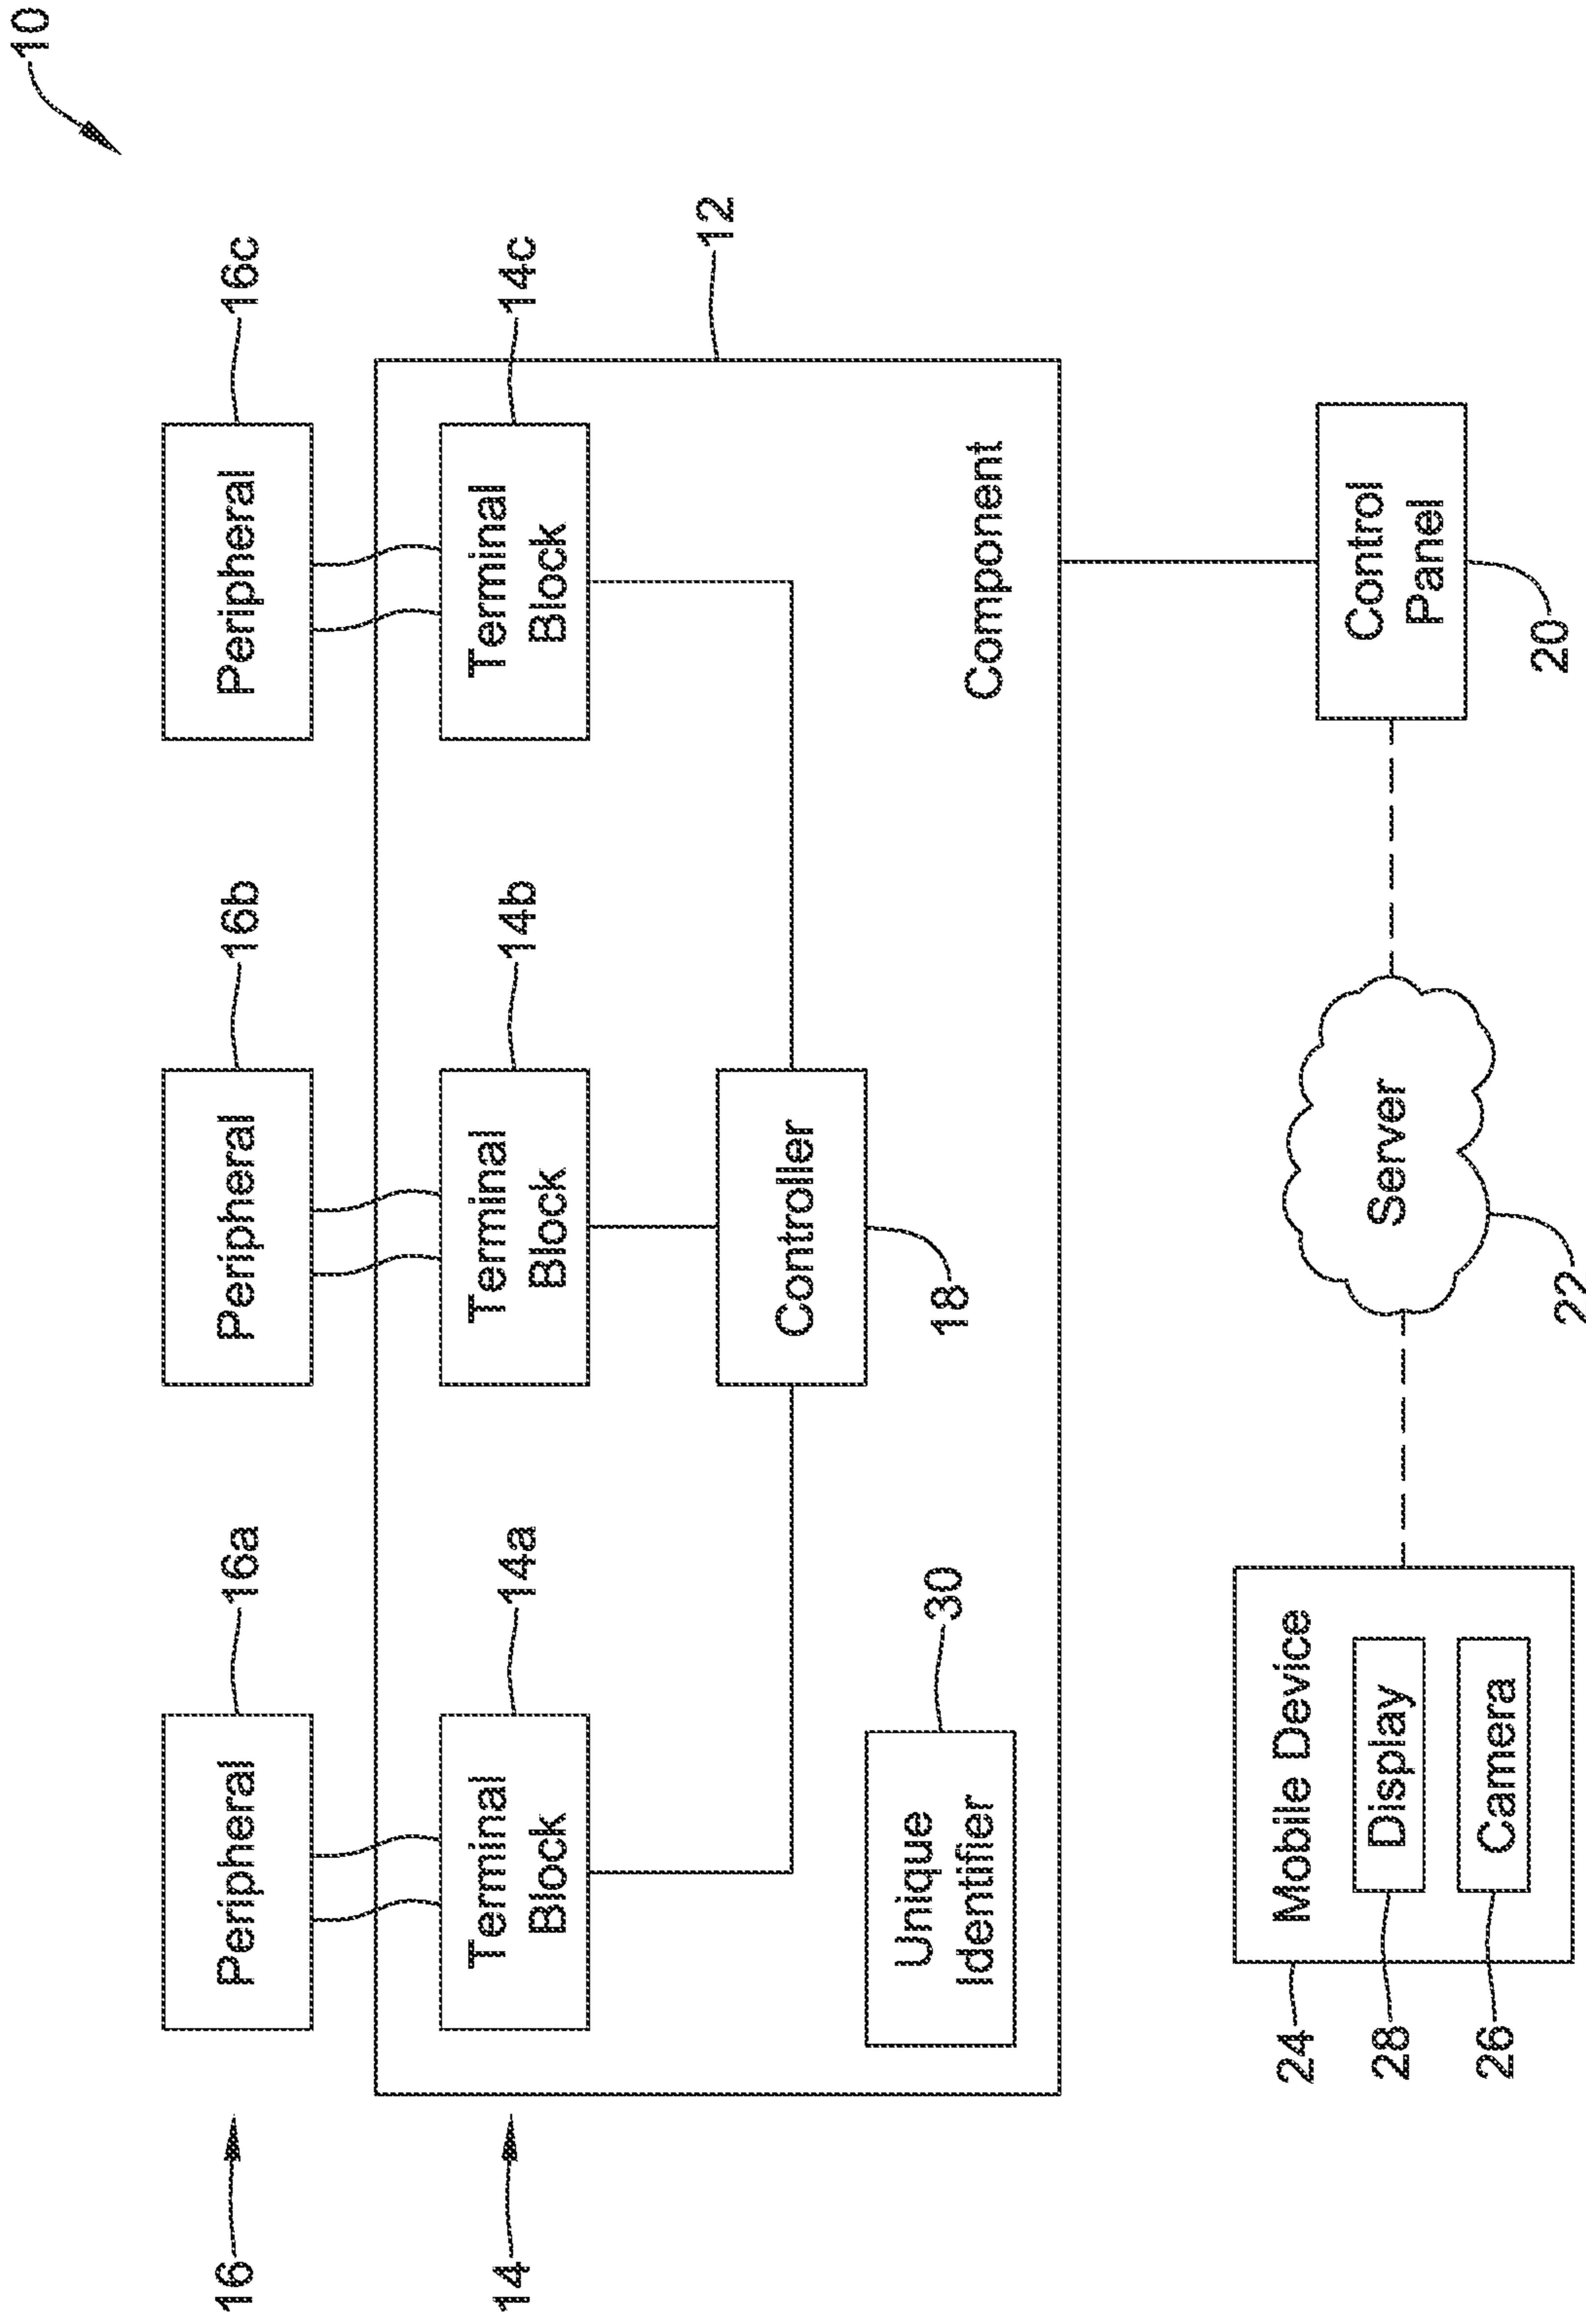 10
16
16a
16b
16c
Peripheral
Peripheral
Peripheral
14
14a
14b
14c
Terminal
Block
Terminal
Block
Terminal
Block
12
Controller
18
30
Unique
Identifier
Component
24
Mobile Device
28
Display
26
Camera
Server
22
Control
Panel
20